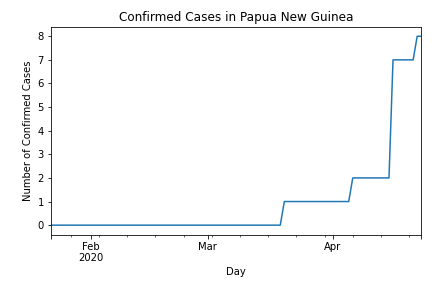 Confirmed Cases in Papua New Guinea
8
7
6
5
4
3
2
1
0
Number of Confirmed Cases
Feb
2020
Mar
Apr
Day